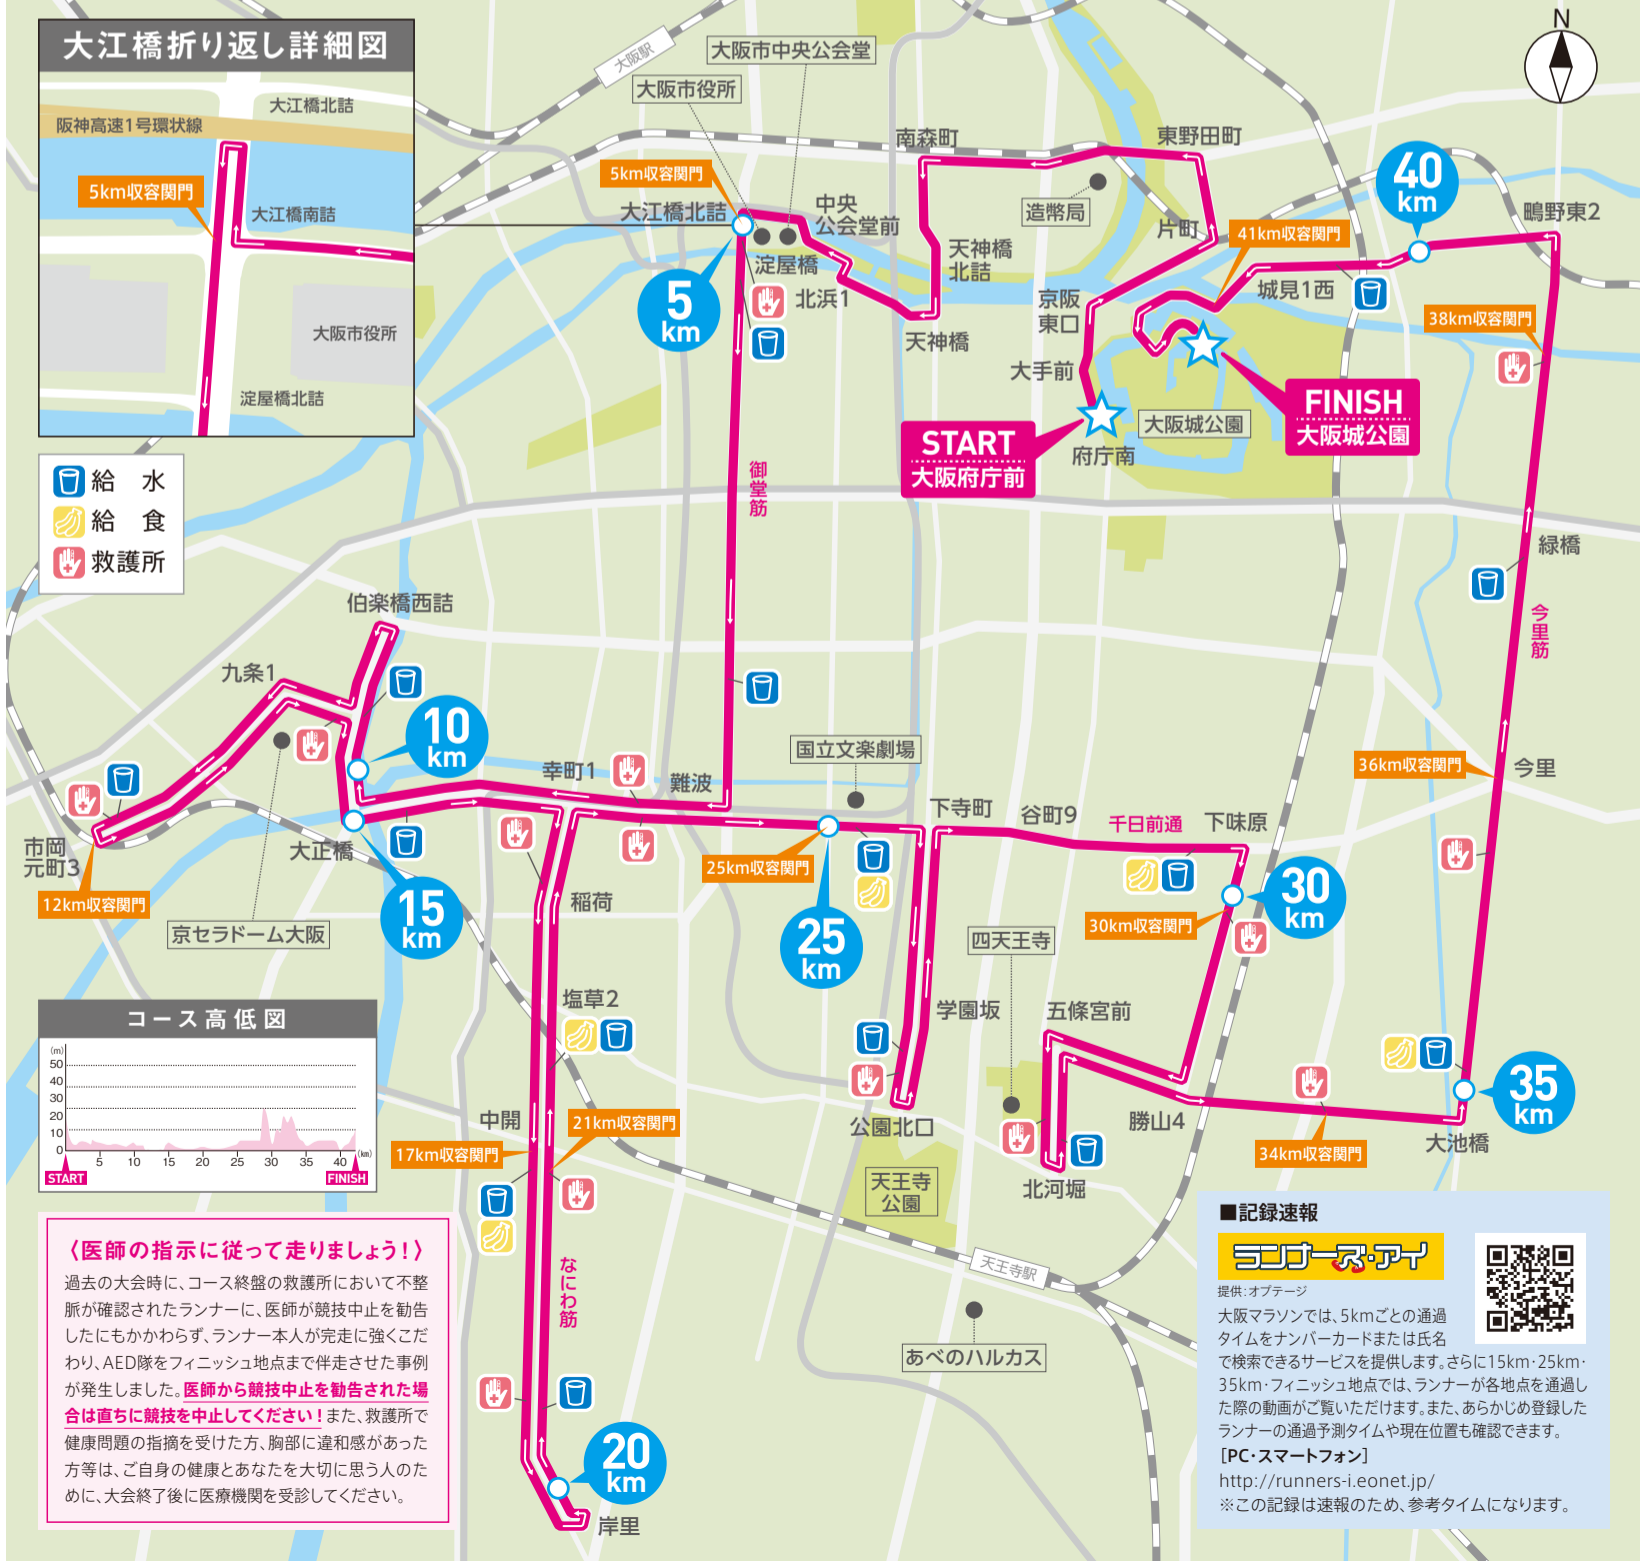 大江橋折り返し詳細図
大江橋北詰
阪神高速1号環状線
5km収容関門
大江橋南詰
大阪市役所
淀屋橋北詰
給 水
給 食
救護所
N
大阪駅
大阪市中央公会堂
大阪市役所
5km収容関門
大江橋北詰
中央
公会堂前
淀屋橋
北浜1
5
km
南森町
天神橋
北詰
天神橋
造幣局
東野田町
片町
京阪
東口
大手前
府庁南
START
大阪府庁前
大阪城公園
FINISH
大阪城公園
41km収容関門
城見1西
40
km
鴫野東2
38km収容関門
緑橋
今里筋
36km収容関門
今里
御堂筋
伯楽橋西詰
九条1
10
km
幸町1
難波
国立文楽劇場
下寺町
谷町9
千日前通
下味原
市岡
元町3
12km収容関門
大正橋
15
km
京セラドーム大阪
稲荷
25km収容関門
25
km
30km収容関門
30
km
四天王寺
学園坂
五條宮前
塩草2
中開
17km収容関門
21km収容関門
公園北口
天王寺
公園
北河堀
勝山4
34km収容関門
大池橋
35
km
なにわ筋
天王寺駅
あべのハルカス
20
km
岸里
コース高低図
(m)
50
40
30
20
10
0
5 10 15 20 25 30 35 40 (km)
START FINISH
〈医師の指示に従って走りましょう!〉
過去の大会時に、コース終盤の救護所において不整
脈が確認されたランナーに、医師が競技中止を勧告
したにもかかわらず、ランナー本人が完走に強くこだ
わり、AED隊をフィニッシュ地点まで伴走させた事例
が発生しました。医師から競技中止を勧告された場
合は直ちに競技を中止してください!また、救護所で
健康問題の指摘を受けた方、胸部に違和感があった
方等は、ご自身の健康とあなたを大切に思う人のた
めに、大会終了後に医療機関を受診してください。
■記録速報
ランナーズ・アイ
提供:オプテージ
大阪マラソンでは、5kmごとの通過
タイムをナンバーカードまたは氏名
で検索できるサービスを提供します。さらに15km・25km・
35km・フィニッシュ地点では、ランナーが各地点を通過し
た際の動画がご覧いただけます。また、あらかじめ登録した
ランナーの通過予測タイムや現在位置も確認できます。
[PC・スマートフォン]
http://runners-i.eonet.jp/
※この記録は速報のため、参考タイムになります。